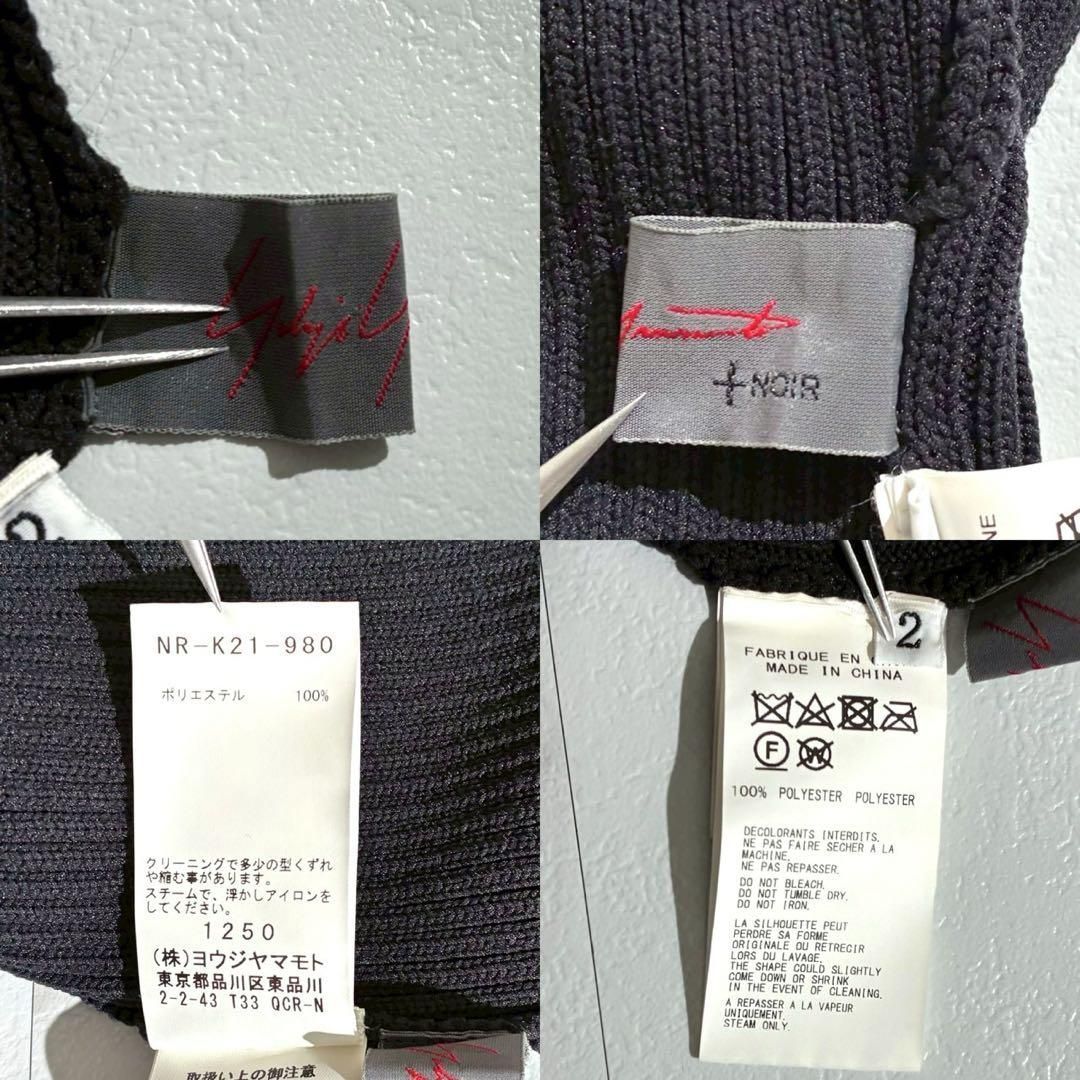 Yohji Y
+NOIR
2
NE
NR-K21-980
ポリエステル 100%
クリーニングで多少の型くずれ
や縮む事があります。
スチームで、浮かしアイロンを
してください。
1250
(株)ヨウジヤマモト
東京都品川区東品川
2-2-43 T33 QCR-N
取扱い上の御注意
2
FABRIQUE EN
MADE IN CHINA
F
W
100% POLYESTER POLYESTER
DECOLORANTS INTERDITS.
NE PAS FAIRE SECHER A LA
MACHINE.
NE PAS REPASSER.
DO NOT BLEACH.
DO NOT TUMBLE DRY.
DO NOT IRON.
LA SILHOUETTE PEUT
PERDRE SA FORME
ORIGINALE OU RETRECIR
LORS DU LAVAGE.
THE SHAPE COULD SLIGHTLY
COME DOWN OR SHRINK
IN THE EVENT OF CLEANING.
A REPASSER A LA VAPEUR
UNIQUEMENT.
STEAM ONLY.